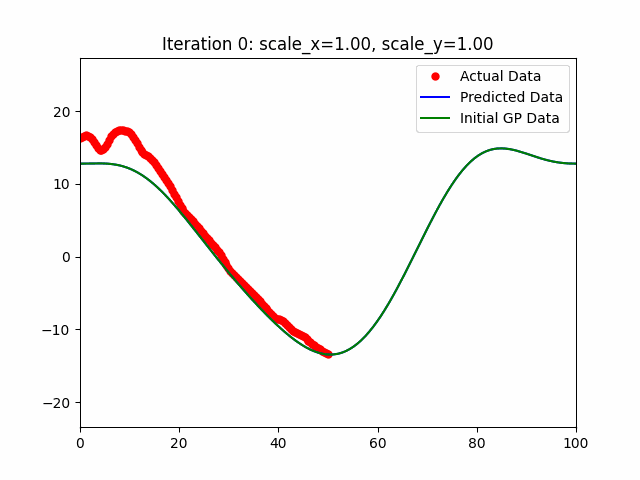 Iteration 0: scale_x=1.00, scale_y=1.00
Actual Data
Predicted Data
Initial GP Data
20
10
0
−10
−20
0 20 40 60 80 100